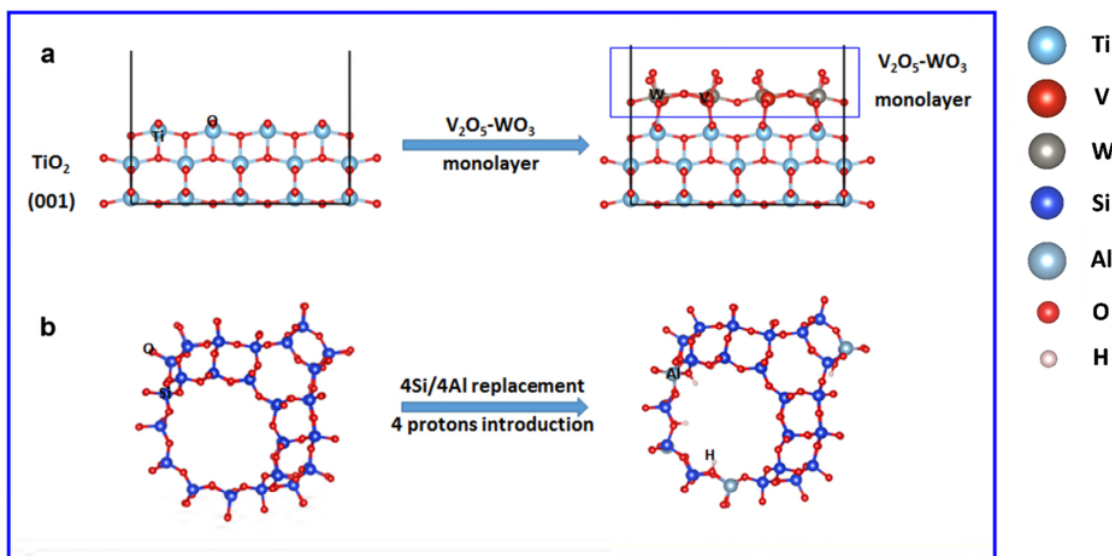 a
Ti
O
TiO₂
(001)
V₂O₅-WO₃
monolayer
W
V
V₂O₅-WO₃
monolayer
b
O
Si
4Si/4Al replacement
4 protons introduction
Al
H
Ti
V
W
Si
Al
O
H